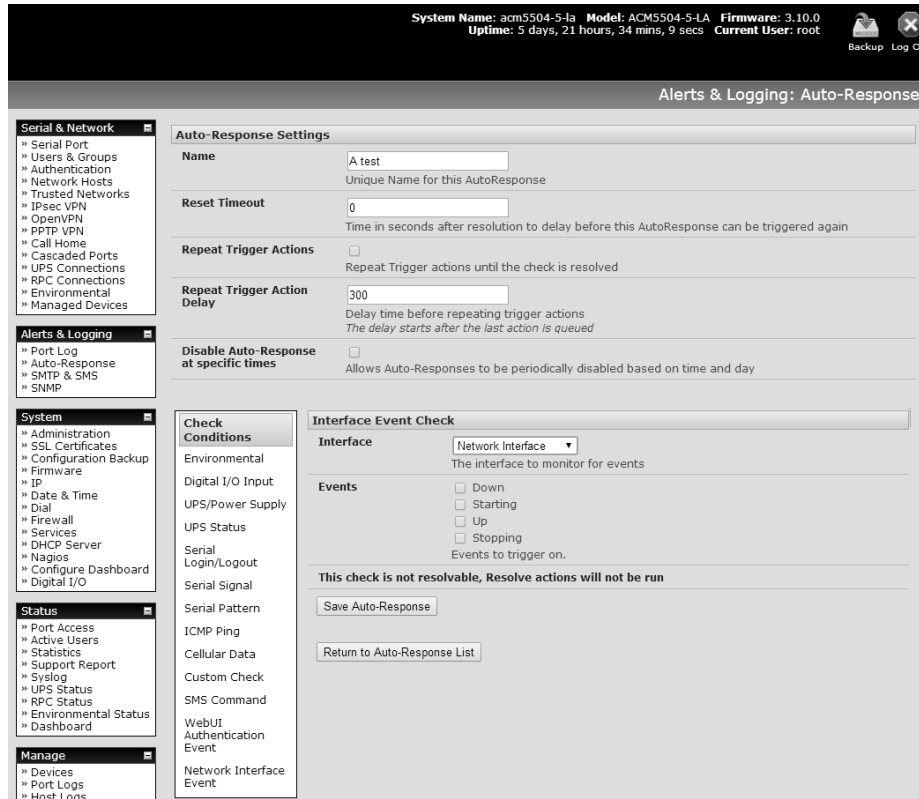 System Name: acm5504-5-la Model: ACM5504-5-LA Firmware: 3.10.0
Uptime: 5 days, 21 hours, 34 mins, 9 secs Current User: root
Backup
Log O
Alerts & Logging: Auto-Response
Serial & Network
» Serial Port
» Users & Groups
» Authentication
» Network Hosts
» Trusted Networks
» IPsec VPN
» OpenVPN
» PPTP VPN
» Call Home
» Cascaded Ports
» UPS Connections
» RPC Connections
» Environmental
» Managed Devices
Alerts & Logging
» Port Log
» Auto-Response
» SMTP & SMS
» SNMP
System
» Administration
» SSL Certificates
» Configuration Backup
» Firmware
» IP
» Date & Time
» Dial
» Firewall
» Services
» DHCP Server
» Nagios
» Configure Dashboard
» Digital I/O
Status
» Port Access
» Active Users
» Statistics
» Support Report
» Syslog
» UPS Status
» RPC Status
» Environmental Status
» Dashboard
Manage
» Devices
» Port Logs
» Host Logs
Auto-Response Settings
Name
A test
Unique Name for this AutoResponse
Reset Timeout
0
Time in seconds after resolution to delay before this AutoResponse can be triggered again
Repeat Trigger Actions
Repeat Trigger actions until the check is resolved
Repeat Trigger Action
Delay
300
Delay time before repeating trigger actions
The delay starts after the last action is queued
Disable Auto-Response
at specific times
Allows Auto-Responses to be periodically disabled based on time and day
Check
Conditions
Environmental
Digital I/O Input
UPS/Power Supply
UPS Status
Serial
Login/Logout
Serial Signal
Serial Pattern
ICMP Ping
Cellular Data
Custom Check
SMS Command
WebUI
Authentication
Event
Network Interface
Event
Interface Event Check
Interface
Network Interface
The interface to monitor for events
Events
Down
Starting
Up
Stopping
Events to trigger on.
This check is not resolvable, Resolve actions will not be run
Save Auto-Response
Return to Auto-Response List